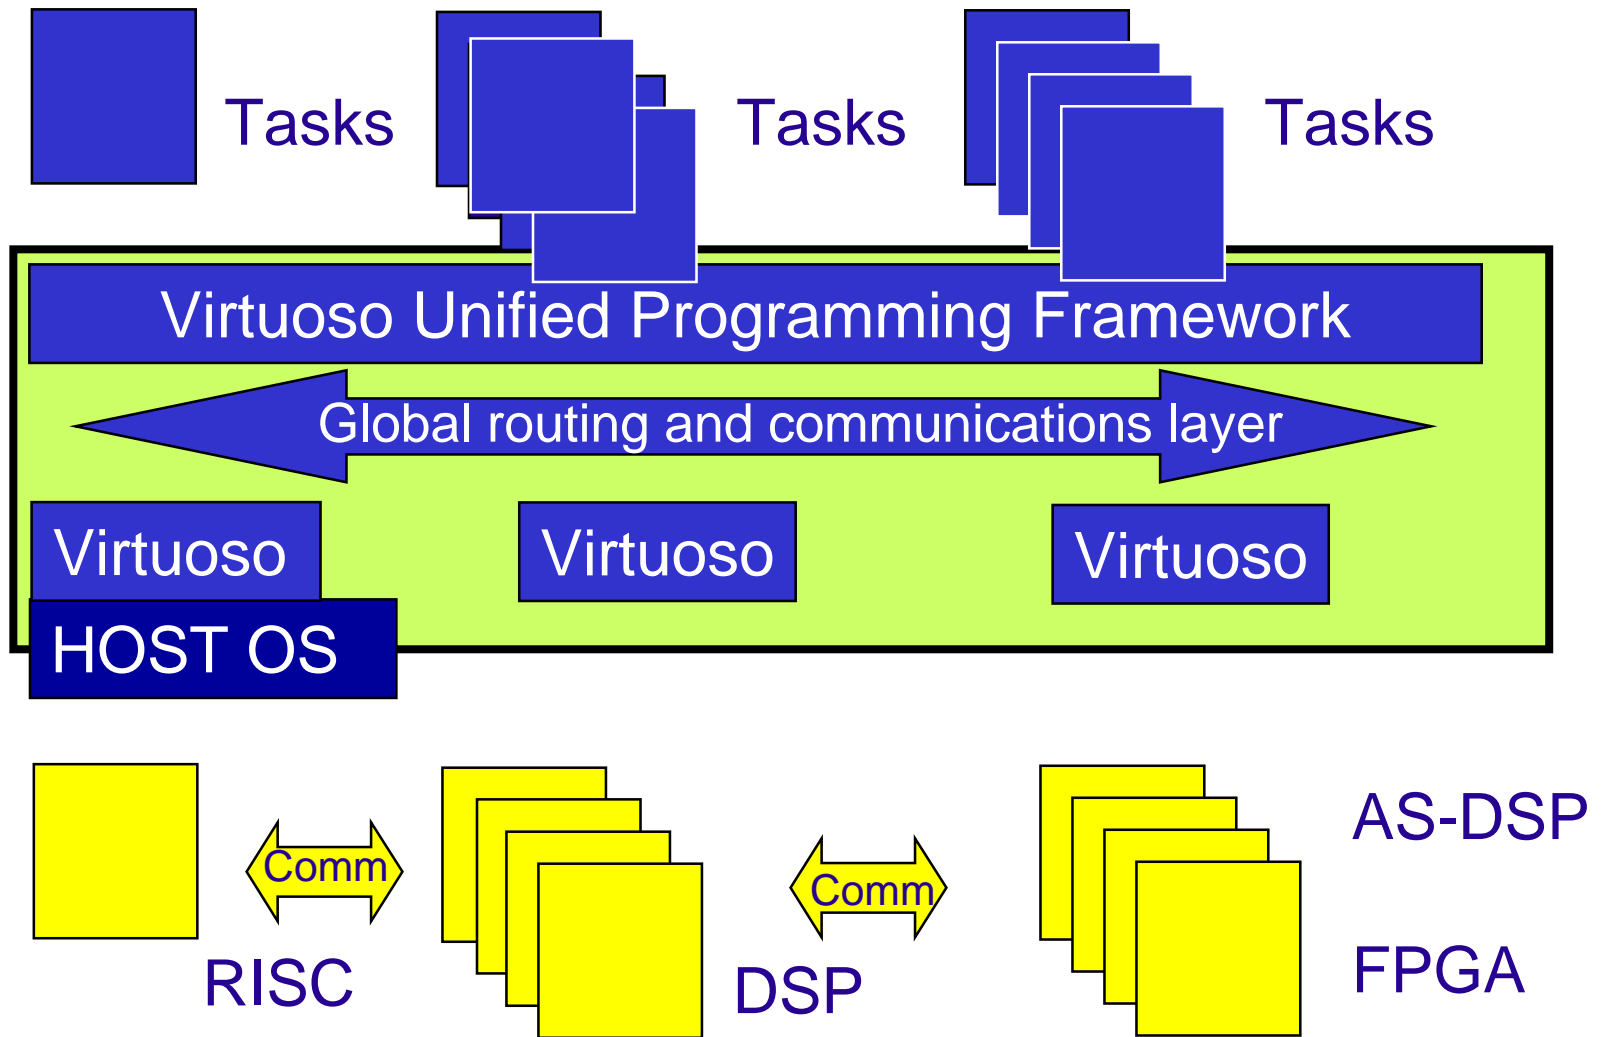 Tasks
Tasks
Tasks
Virtuoso Unified Programming Framework
Global routing and communications layer
Virtuoso
Virtuoso
Virtuoso
HOST OS
Comm
Comm
AS-DSP
RISC
DSP
FPGA